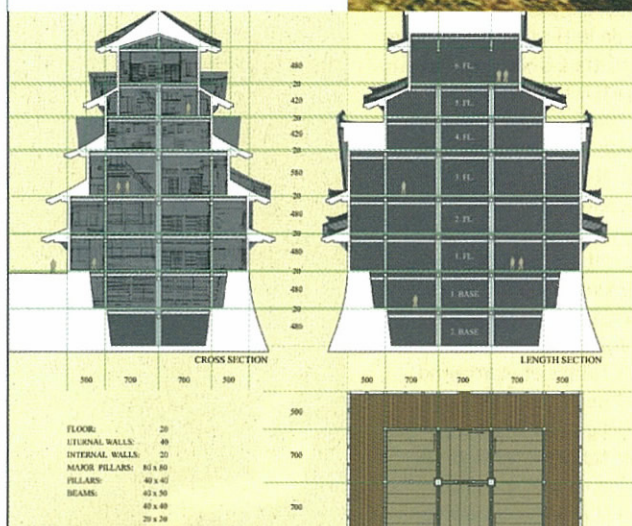 6. FL.
5. FL.
4. FL.
3. FL.
2. FL.
1. FL.
1. BASE
2. BASE
480
20
420
20
420
20
560
20
480
20
480
20
480
20
480
CROSS SECTION
LENGTH SECTION
500 700 700 500
500 700 700 700 500
500
700
700
FLOOR: 20
ETURNAL WALLS: 40
INTERNAL WALLS: 20
MAJOR PILLARS: 80 x 80
PILLARS: 40 x 40
BEAMS: 40 x 50
40 x 40
20 x 20